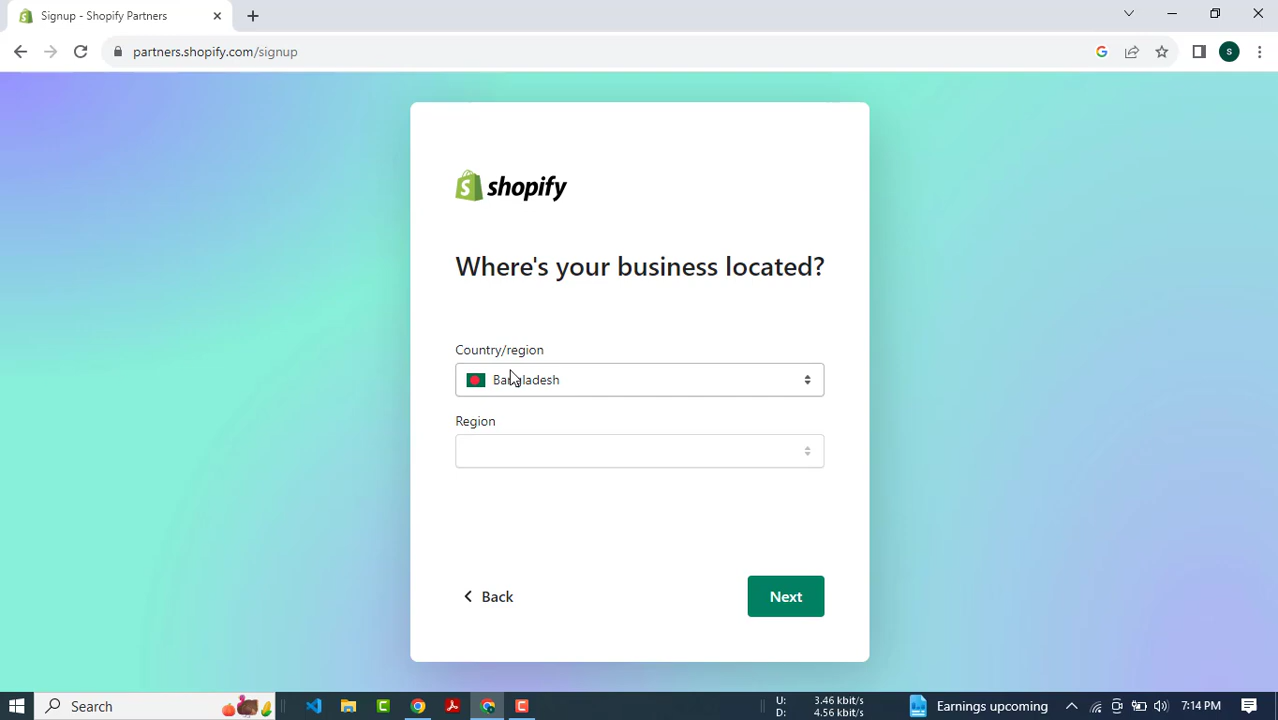 Signup - Shopify Partners
partners.shopify.com/signup
S
shopify
Where's your business located?
Country/region
Bangladesh
Region
Back
Next
Search
U: 3.46 kbit/s
D: 4.56 kbit/s
Earnings upcoming
7:14 PM